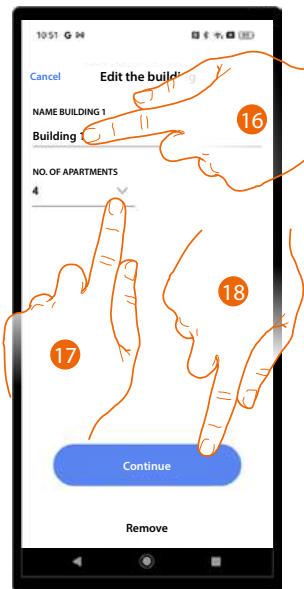 10:51 G M
Cancel
Edit the building
NAME BUILDING 1
Building 1
16
NO. OF APARTMENTS
4
17
18
Continue
Remove